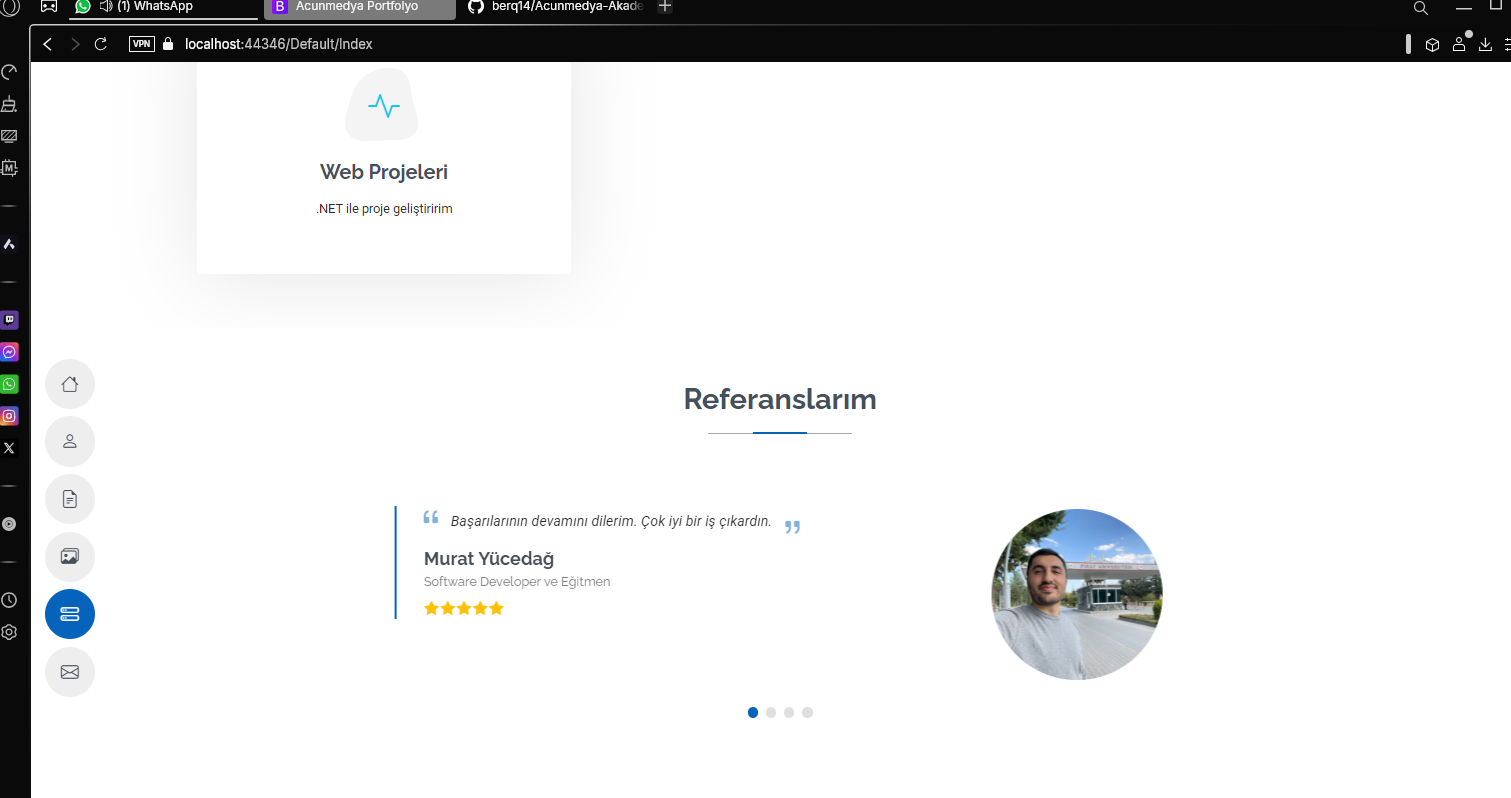 (1) WhatsApp
Acunmedya Portfolyo
berq14/Acunmedya-Akade
VPN
localhost:44346/Default/Index
Web Projeleri
.NET ile proje geliştiririm
Referanslarım
“ Başarılarının devamını dilerim. Çok iyi bir iş çıkardın. ”
Murat Yücedağ
Software Developer ve Eğitmen